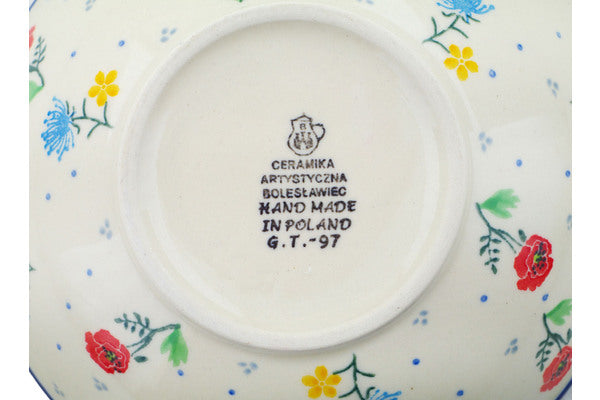 B
CERAMIKA
ARTYSTYCZNA
BOLESŁAWIEC
HAND MADE
IN POLAND
G.T.-97